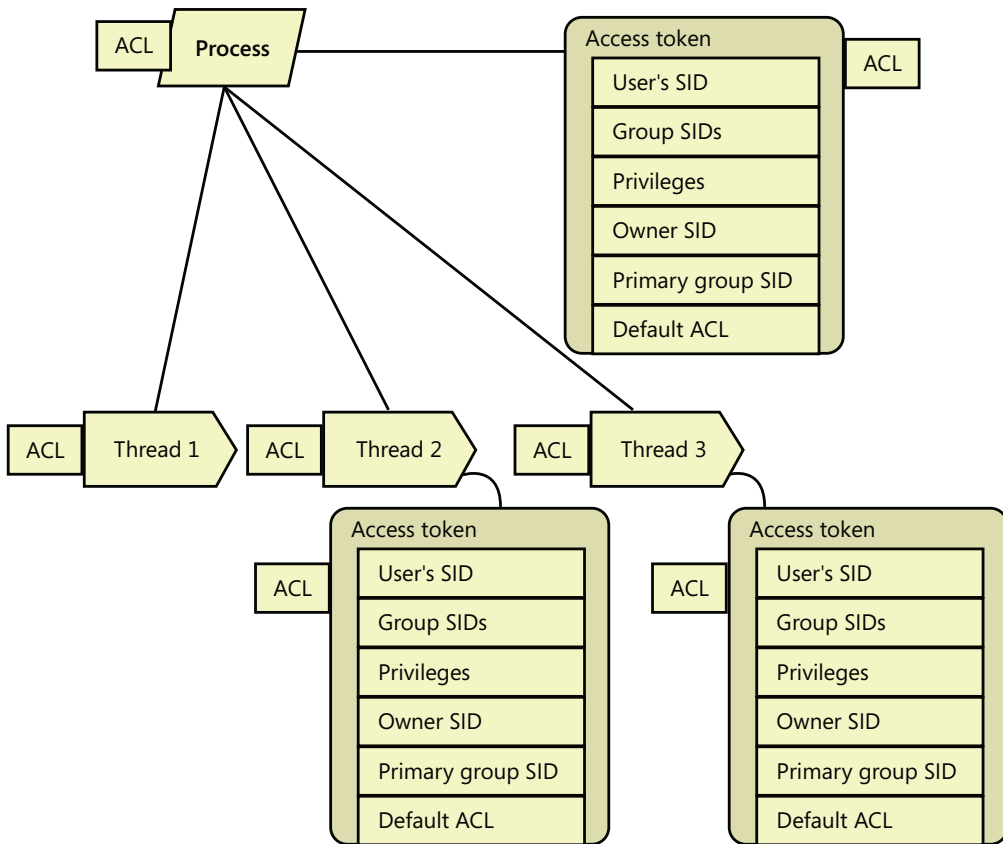 ACL
Process
Access token
ACL
User's SID
Group SIDs
Privileges
Owner SID
Primary group SID
Default ACL
ACL
Thread 1
ACL
Thread 2
ACL
Thread 3
Access token
ACL
User's SID
Group SIDs
Privileges
Owner SID
Primary group SID
Default ACL
Access token
ACL
User's SID
Group SIDs
Privileges
Owner SID
Primary group SID
Default ACL